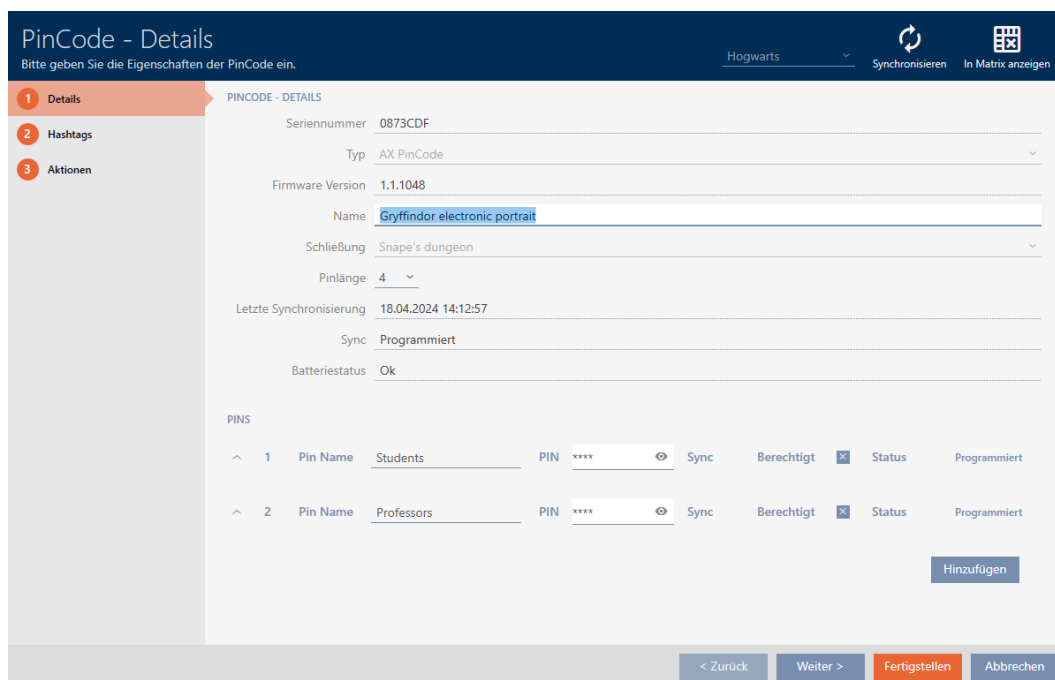 PinCode - Details
Bitte geben Sie die Eigenschaften der PinCode ein.
Hogwarts
Synchronisieren
In Matrix anzeigen
1 Details
2 Hashtags
3 Aktionen
PINCODE - DETAILS
Seriennummer 0873CDF
Typ AX PinCode
Firmware Version 1.1.1048
Name Gryffindor electronic portrait
Schließung Snape's dungeon
Pinlänge 4
Letzte Synchronisierung 18.04.2024 14:12:57
Sync Programmiert
Batteriestatus Ok
PINS
1 Pin Name Students PIN **** Sync Berechtigt Status Programmiert
2 Pin Name Professors PIN **** Sync Berechtigt Status Programmiert
Hinzufügen
< Zurück Weiter > Fertigstellen Abbrechen